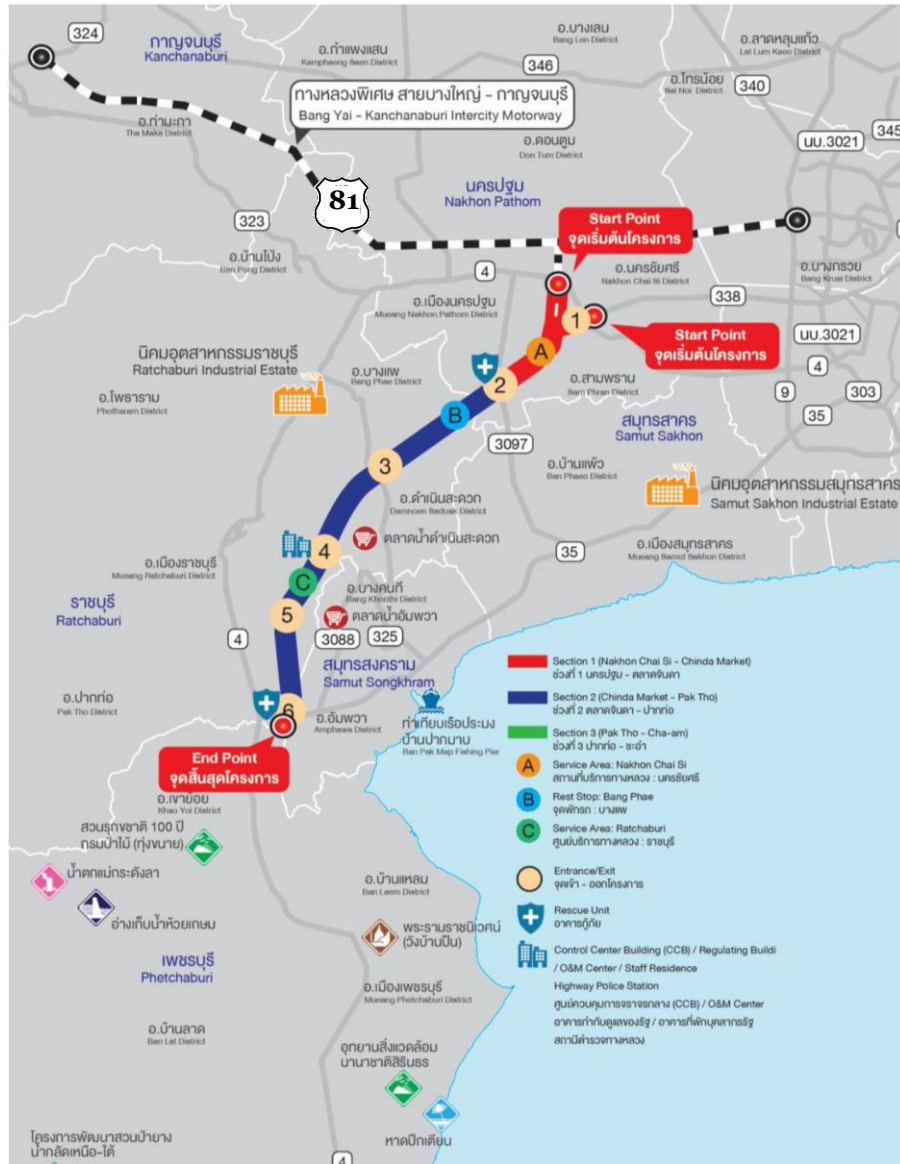 324
กาญจนบุรี
Kanchanaburi
อ.กำแพงแสน
Kamphaeng Saen District
อ.บางเลน
Bang Len District
อ.ลาดหลุมแก้ว
Lat Lum Kaeo District
346
อ.ไทรน้อย
Sai Noi District
340
ทางหลวงพิเศษ สายบางใหญ่ - กาญจนบุรี
Bang Yai - Kanchanaburi Intercity Motorway
อ.ท่ามะกา
Tha Maka District
อ.ดอนตูม
Don Tum District
345
นบ.3021
นครปฐม
Nakhon Pathom
81
323
Start Point
จุดเริ่มต้นโครงการ
อ.บ้านโป่ง
Ban Pong District
4
อ.นครชัยศรี
Nakhon Chai Si District
อ.บางกรวย
Bang Kruai District
อ.เมืองนครปฐม
Mueang Nakhon Pathom District
338
1
Start Point
จุดเริ่มต้นโครงการ
นบ.3021
นิคมอุตสาหกรรมราชบุรี
Ratchaburi Industrial Estate
A
4
อ.บางแพ
Bang Phae District
2
อ.สามพราน
Sam Phran District
9
303
อ.โพธาราม
Photharam District
B
สมุทรสาคร
Samut Sakhon
35
3097
3
อ.บ้านแพ้ว
Ban Phaeo District
นิคมอุตสาหกรรมสมุทรสาคร
Samut Sakhon Industrial Estate
อ.ดำเนินสะดวก
Damnoen Saduak District
4
ตลาดน้ำดำเนินสะดวก
35
อ.เมืองสมุทรสาคร
Mueang Samut Sakhon District
อ.เมืองราชบุรี
Mueang Ratchaburi District
C
อ.บางคนที
Bang Khonthi District
ราชบุรี
Ratchaburi
5
ตลาดน้ำอัมพวา
4
3088
325
สมุทรสงคราม
Samut Songkhram
Section 1 (Nakhon Chai Si - Chinda Market)
ช่วงที่ 1 นครปฐม - ตลาดจินดา
อ.ปากท่อ
Pak Tho District
6
อ.อัมพวา
Amphawa District
ท่าเทียบเรือประมง
บ้านปากมาบ
Ban Pak Map Fishing Pier
Section 2 (Chinda Market - Pak Tho)
ช่วงที่ 2 ตลาดจินดา - ปากท่อ
Section 3 (Pak Tho - Cha-am)
ช่วงที่ 3 ปากท่อ - ชะอำ
End Point
จุดสิ้นสุดโครงการ
A
Service Area: Nakhon Chai Si
สถานที่บริการทางหลวง : นครชัยศรี
อ.เขาย้อย
Khao Yoi District
B
Rest Stop: Bang Phae
จุดพักรถ : บางแพ
สวนรุกขชาติ 100 ปี
กรมป่าไม้ (ทุ่งขนาย)
C
Service Area: Ratchaburi
ศูนย์บริการทางหลวง : ราชบุรี
น้ำตกแม่กระดังลา
อ.บ้านแหลม
Ban Laem District
Entrance/Exit
จุดเข้า - ออกโครงการ
อ่างเก็บน้ำห้วยเกษม
พระรามราชนิเวศน์
(วังบ้านปืน)
Rescue Unit
อาคารกู้ภัย
เพชรบุรี
Phetchaburi
Control Center Building (CCB) / Regulating Buildi
/ O&M Center / Staff Residence
Highway Police Station
ศูนย์ควบคุมการจราจรกลาง (CCB) / O&M Center
อาคารกำกับดูแลของรัฐ / อาคารที่พักบุคลากรรัฐ
สถานีตำรวจทางหลวง
อ.เมืองเพชรบุรี
Mueang Phetchaburi District
อ.บ้านลาด
Ban Lat District
อุทยานสิ่งแวดล้อม
นานาชาติสิรินธร
หาดปึกเตียน
โครงการพัฒนาสวนป่ายาง
น้ำกลัดเหนือ-ใต้
4